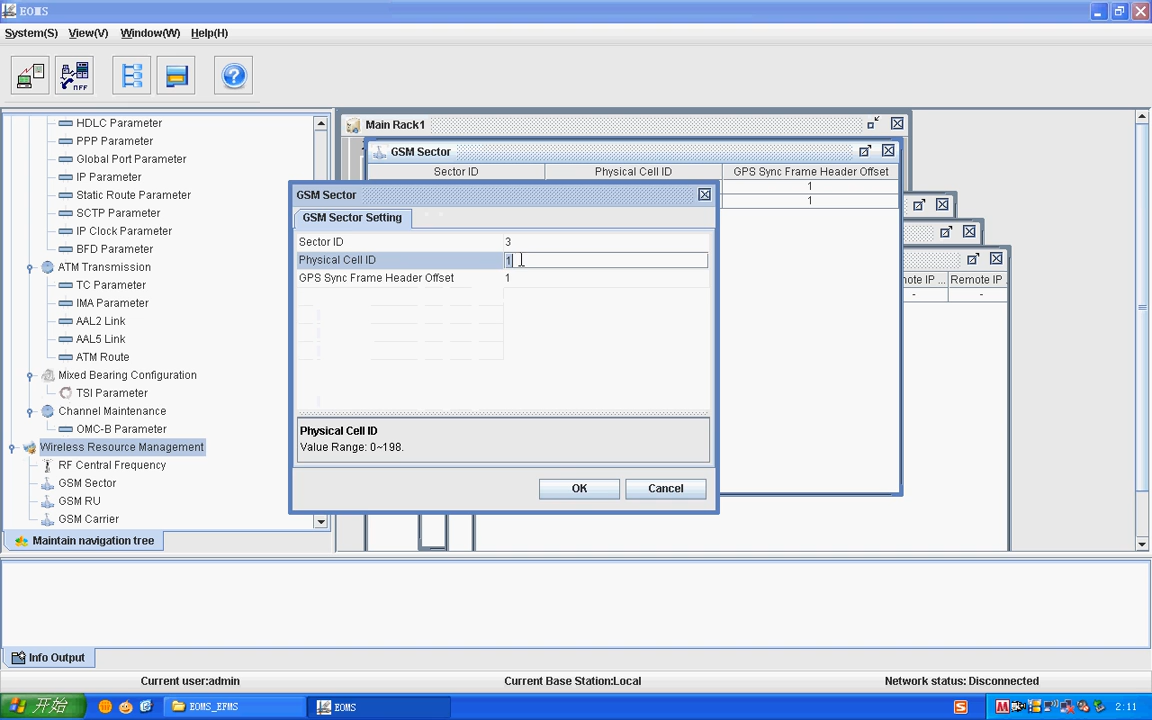 EOMS
System(S) View(V) Window(W) Help(H)
HDLC Parameter
PPP Parameter
Global Port Parameter
IP Parameter
Static Route Parameter
SCTP Parameter
IP Clock Parameter
BFD Parameter
ATM Transmission
TC Parameter
IMA Parameter
AAL2 Link
AAL5 Link
ATM Route
Mixed Bearing Configuration
TSI Parameter
Channel Maintenance
OMC-B Parameter
Wireless Resource Management
RF Central Frequency
GSM Sector
GSM RU
GSM Carrier
Maintain navigation tree
Main Rack1
GSM Sector
Sector ID Physical Cell ID GPS Sync Frame Header Offset
1
1
mote IP ... Remote IP ...
- -
GSM Sector
GSM Sector Setting
Sector ID 3
Physical Cell ID 1
GPS Sync Frame Header Offset 1
Physical Cell ID
Value Range: 0~198.
OK Cancel
Info Output
Current user:admin Current Base Station:Local Network status: Disconnected
开始 EOMS_EFMS EOMS 2:11